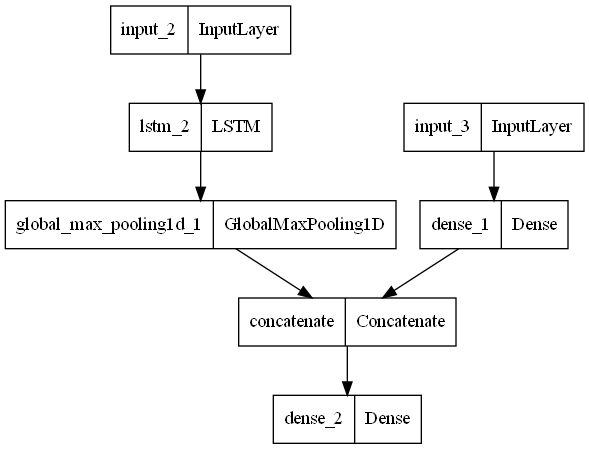 input_2 InputLayer
lstm_2 LSTM
input_3 InputLayer
global_max_pooling1d_1 GlobalMaxPooling1D
dense_1 Dense
concatenate Concatenate
dense_2 Dense